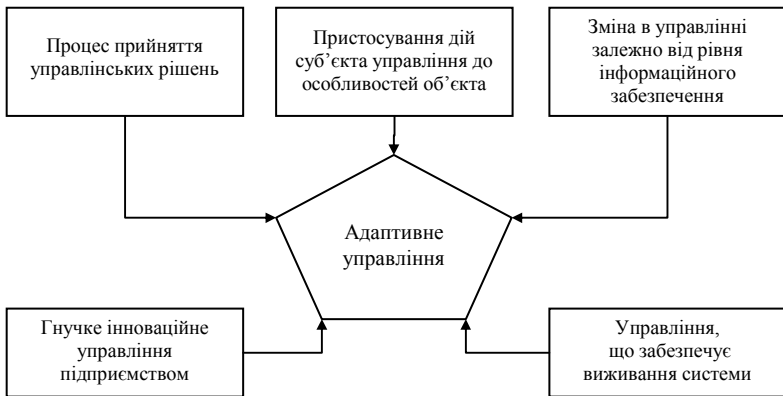 Процес прийняття
управлінських рішень
Пристосування дій
суб’єкта управління до
особливостей об’єкта
Зміна в управлінні
залежно від рівня
інформаційного
забезпечення
Адаптивне
управління
Гнучке інноваційне
управління
підприємством
Управління,
що забезпечує
виживання системи